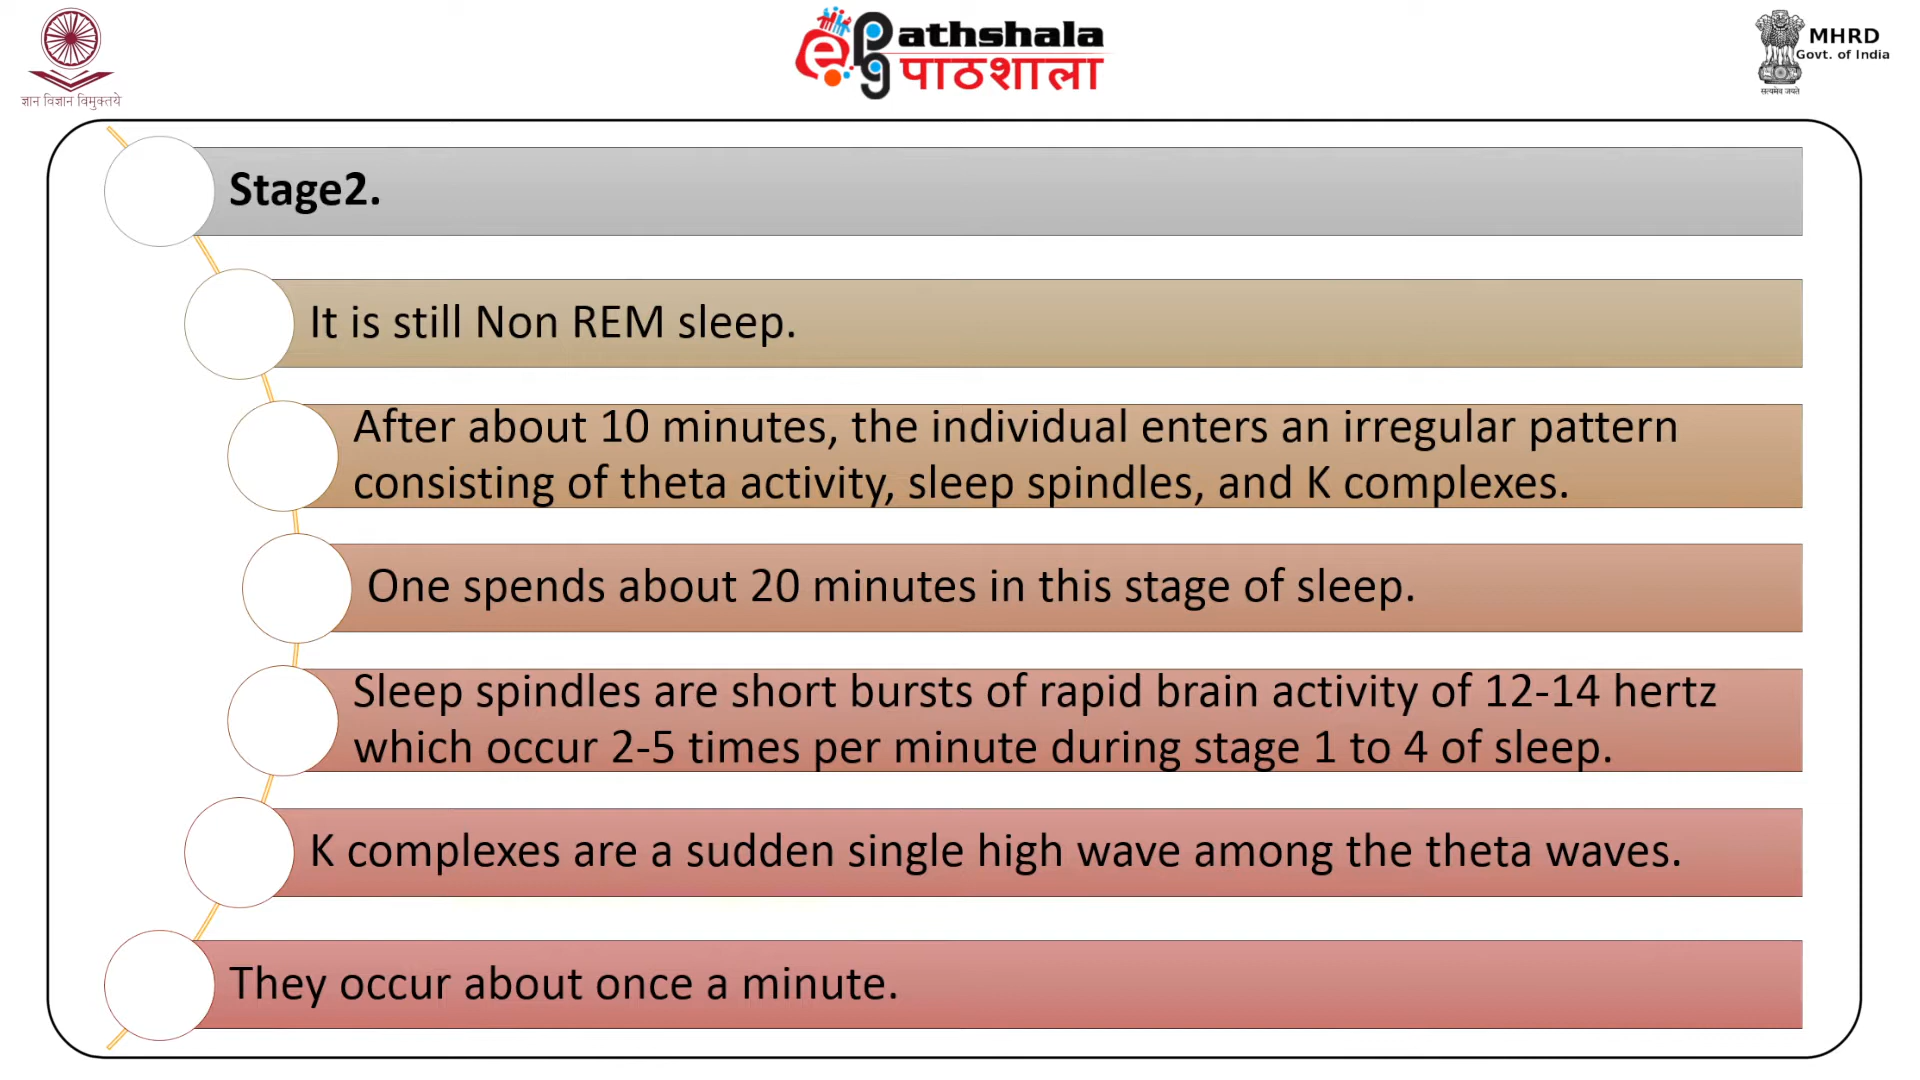 ज्ञान विज्ञान विमुक्तये
ePathshala
पाठशाला
MHRD
Govt. of India
सत्यमेव जयते
Stage2.
It is still Non REM sleep.
After about 10 minutes, the individual enters an irregular pattern
consisting of theta activity, sleep spindles, and K complexes.
One spends about 20 minutes in this stage of sleep.
Sleep spindles are short bursts of rapid brain activity of 12-14 hertz
which occur 2-5 times per minute during stage 1 to 4 of sleep.
K complexes are a sudden single high wave among the theta waves.
They occur about once a minute.